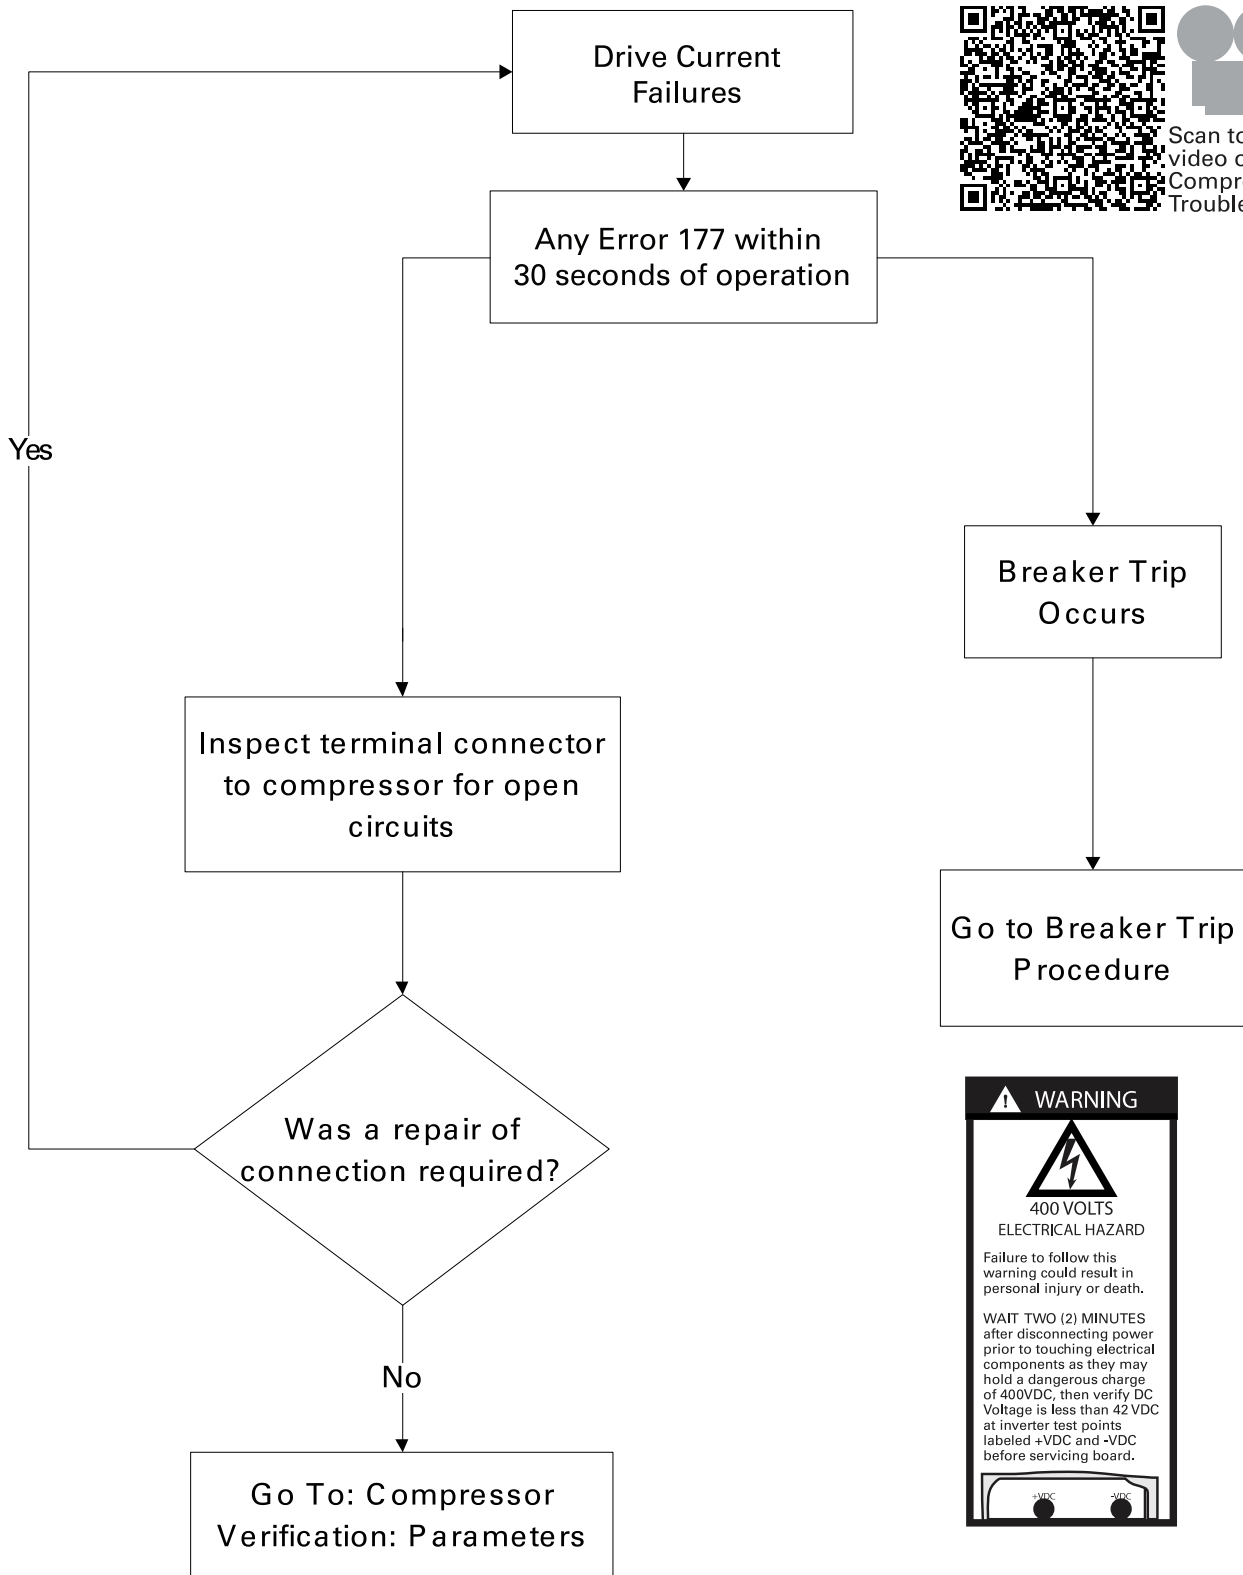 Drive Current
Failures
Scan to
video o
Compre
Trouble
Any Error 177 within
30 seconds of operation
Yes
Breaker Trip
Occurs
Inspect terminal connector
to compressor for open
circuits
Go to Breaker Trip
Procedure
Was a repair of
connection required?
No
Go To: Compressor
Verification: Parameters
! WARNING
400 VOLTS
ELECTRICAL HAZARD
Failure to follow this
warning could result in
personal injury or death.
WAIT TWO (2) MINUTES
after disconnecting power
prior to touching electrical
components as they may
hold a dangerous charge
of 400VDC, then verify DC
Voltage is less than 42 VDC
at inverter test points
labeled +VDC and -VDC
before servicing board.
+VDC -VDC